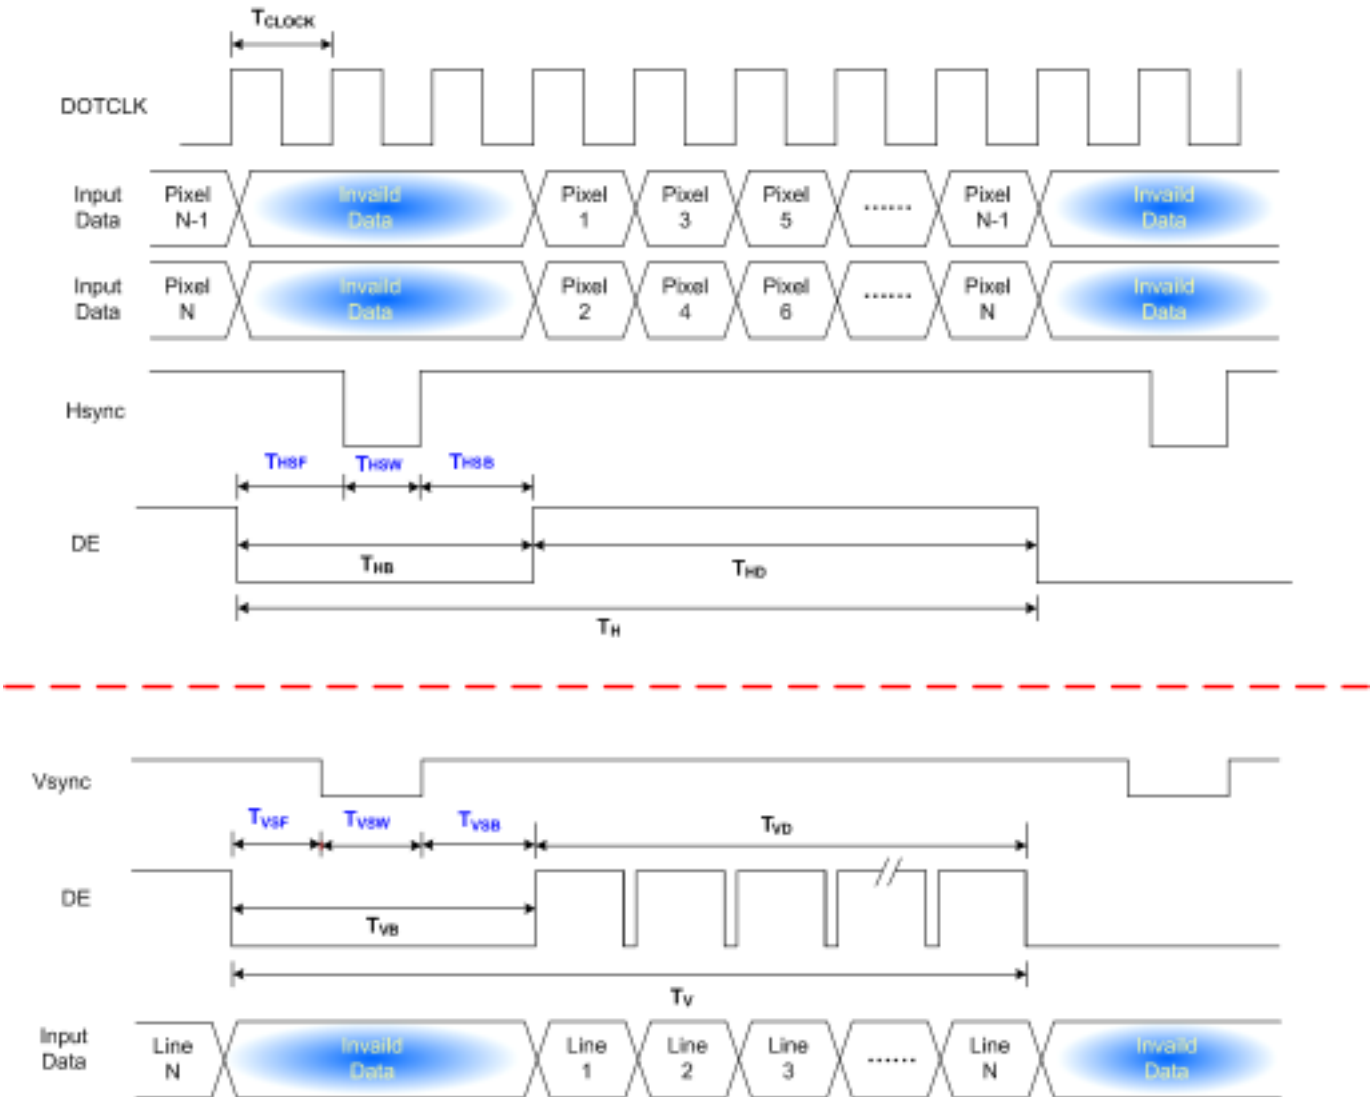 TCLOCK
DOTCLK
Input Data
Pixel N-1
Invaild Data
Pixel 1
Pixel 3
Pixel 5
......
Pixel N-1
Invaild Data
Input Data
Pixel N
Invaild Data
Pixel 2
Pixel 4
Pixel 6
......
Pixel N
Invaild Data
Hsync
THSF
THSW
THSB
DE
THB
THD
TH
Vsync
TVSF
TVSW
TVSB
TVD
DE
TVB
TV
Input Data
Line N
Invaild Data
Line 1
Line 2
Line 3
......
Line N
Invaild Data